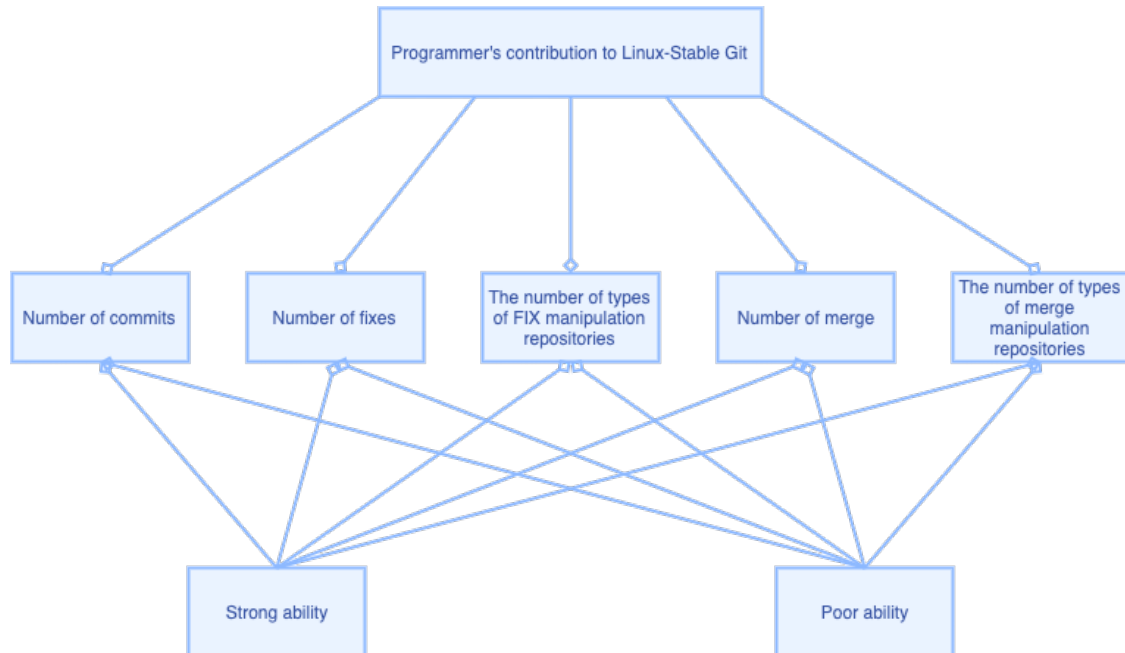 Programmer's contribution to Linux-Stable Git
Number of commits
Number of fixes
The number of types
of FIX manipulation
repositories
Number of merge
The number of types
of merge
manipulation
repositories
Strong ability
Poor ability